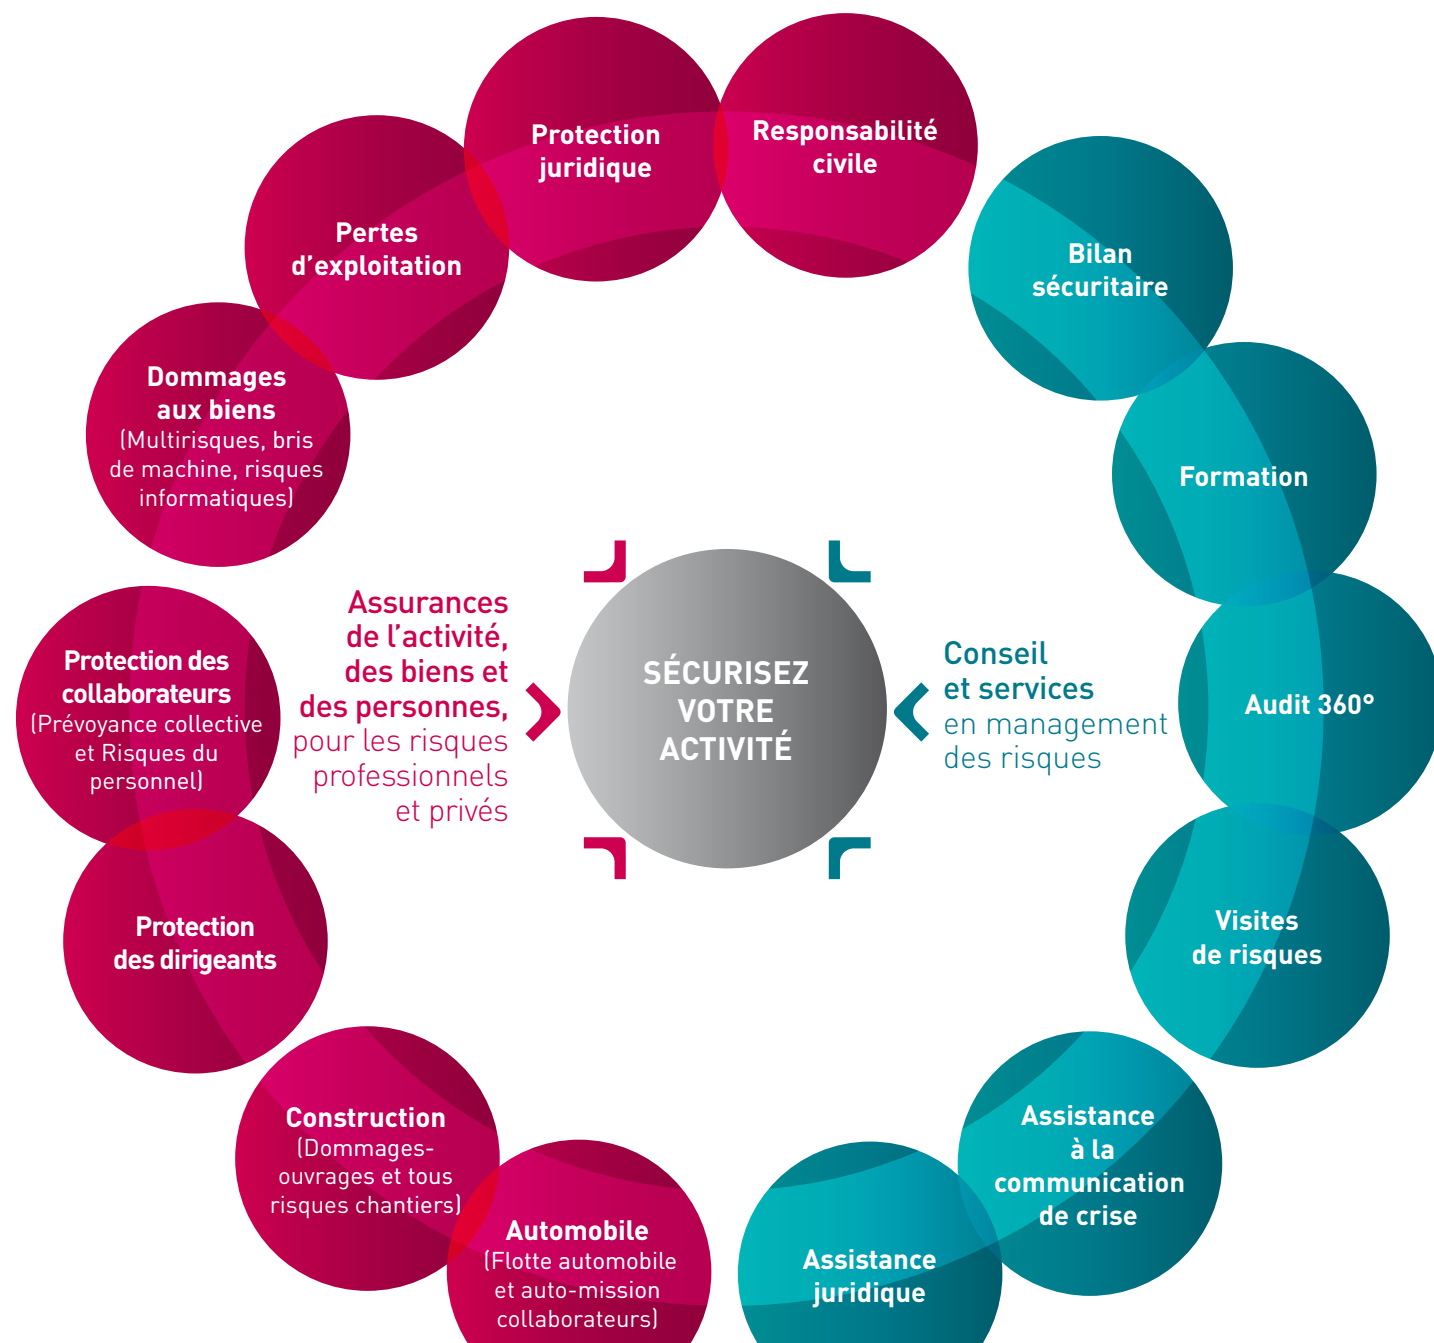 Protection
juridique
Responsabilité
civile
Pertes
d’exploitation
Bilan
sécuritaire
Dommages
aux biens
(Multirisques, bris
de machine, risques
informatiques)
Formation
Assurances
de l’activité,
des biens et
des personnes,
pour les risques
professionnels
et privés
SÉCURISEZ
VOTRE
ACTIVITÉ
Conseil
et services
en management
des risques
Protection des
collaborateurs
(Prévoyance collective
et Risques du
personnel)
Audit 360°
Protection
des dirigeants
Visites
de risques
Construction
(Dommages-
ouvrages et tous
risques chantiers)
Assistance
à la
communication
de crise
Automobile
(Flotte automobile
et auto-mission
collaborateurs)
Assistance
juridique